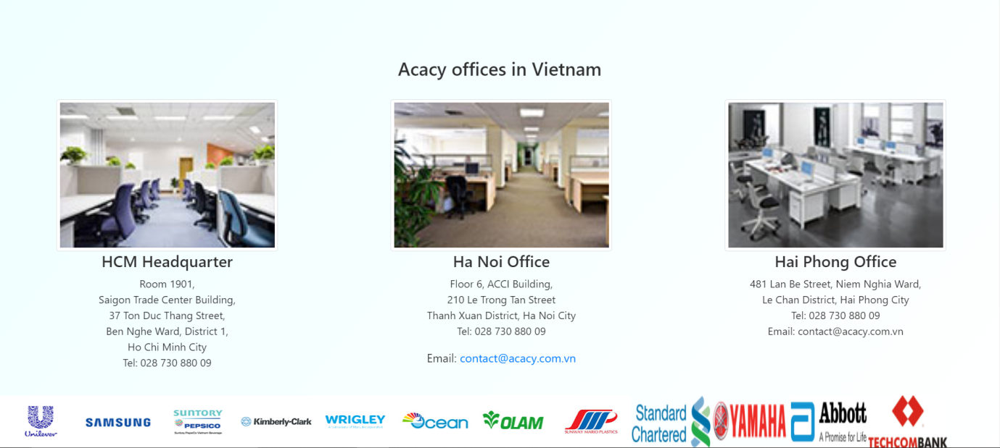 Acacy offices in Vietnam
HCM Headquarter
Room 1901,
Saigon Trade Center Building,
37 Ton Duc Thang Street,
Ben Nghe Ward, District 1,
Ho Chi Minh City
Tel: 028 730 880 09
Ha Noi Office
Floor 6, ACCI Building,
210 Le Trong Tan Street
Thanh Xuan District, Ha Noi City
Tel: 028 730 880 09
Email: contact@acacy.com.vn
Hai Phong Office
481 Lan Be Street, Niem Nghia Ward,
Le Chan District, Hai Phong City
Tel: 028 730 880 09
Email: contact@acacy.com.vn
Unilever
SAMSUNG
SUNTORY
PEPSICO
Suntory PepsiCo Vietnam Beverage
Kimberly-Clark
WRIGLEY
Ocean
OLAM
SUNWAY MARIO PLASTICS
Standard
Chartered
YAMAHA
Abbott
A Promise for Life
TECHCOMBANK